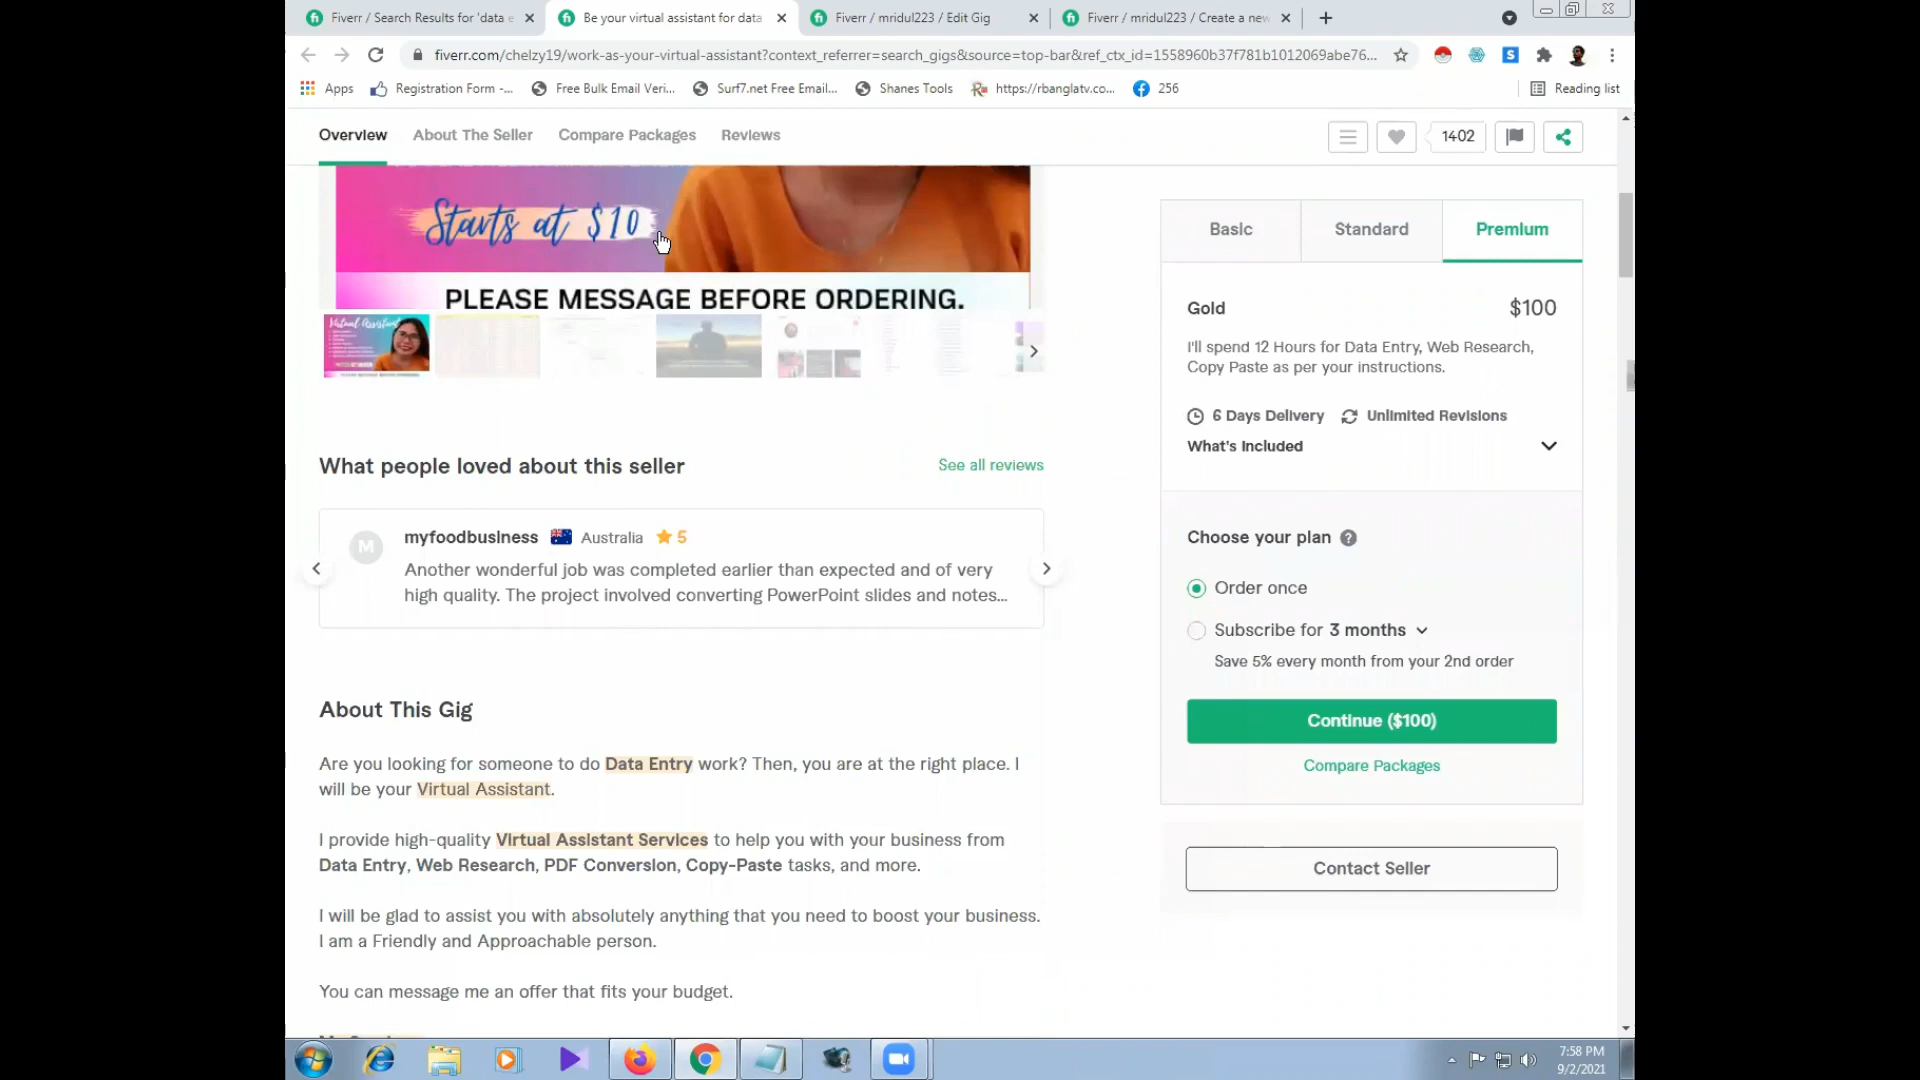 Fiverr / Search Results for 'data e
Be your virtual assistant for data
Fiverr / mridul223 / Edit Gig
Fiverr / mridul223 / Create a new
fiverr.com/chelzy19/work-as-your-virtual-assistant?context_referrer=search_gigs&source=top-bar&ref_ctx_id=1558960b37f781b1012069abe76...
Apps
Registration Form -...
Free Bulk Email Veri...
Surf7.net Free Email...
Shanes Tools
https://rbanglatv.co...
256
Reading list
Overview
About The Seller
Compare Packages
Reviews
1402
Starts at $10
PLEASE MESSAGE BEFORE ORDERING.
Virtual Assistant
What people loved about this seller
See all reviews
M
myfoodbusiness
Australia
5
Another wonderful job was completed earlier than expected and of very
high quality. The project involved converting PowerPoint slides and notes...
About This Gig
Are you looking for someone to do Data Entry work? Then, you are at the right place. I
will be your Virtual Assistant.
I provide high-quality Virtual Assistant Services to help you with your business from
Data Entry, Web Research, PDF Conversion, Copy-Paste tasks, and more.
I will be glad to assist you with absolutely anything that you need to boost your business.
I am a Friendly and Approachable person.
You can message me an offer that fits your budget.
Basic
Standard
Premium
Gold
$100
I'll spend 12 Hours for Data Entry, Web Research,
Copy Paste as per your instructions.
6 Days Delivery
Unlimited Revisions
What's Included
Choose your plan
Order once
Subscribe for 3 months
Save 5% every month from your 2nd order
Continue ($100)
Compare Packages
Contact Seller
7:58 PM
9/2/2021